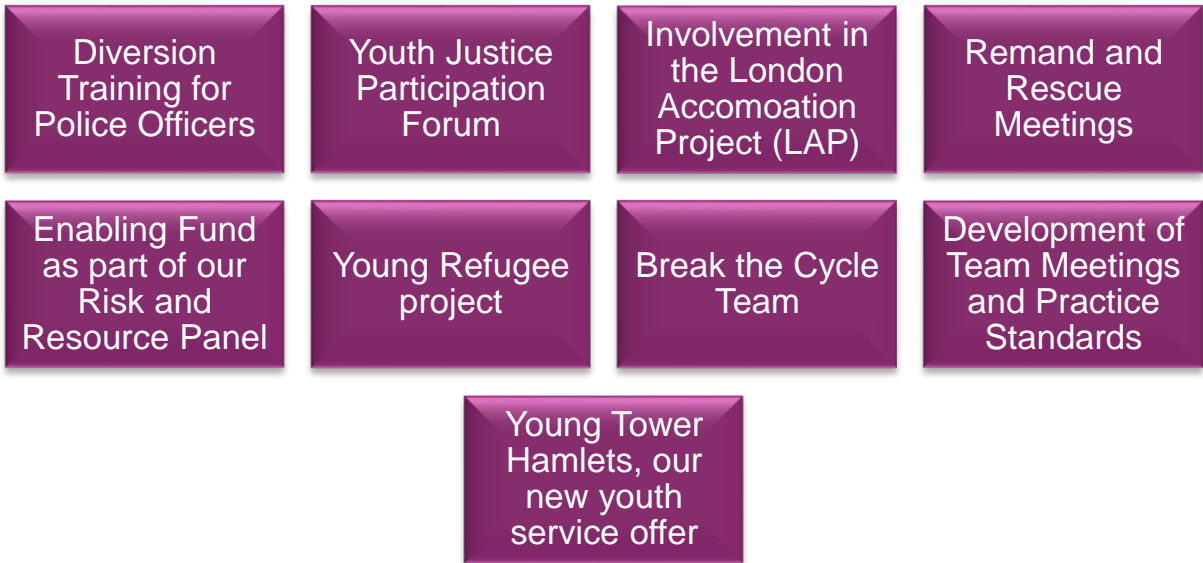 Diversion
Training for
Police Officers
Youth Justice
Participation
Forum
Involvement in
the London
Accomoation
Project (LAP)
Remand and
Rescue
Meetings
Enabling Fund
as part of our
Risk and
Resource Panel
Young Refugee
project
Break the Cycle
Team
Development of
Team Meetings
and Practice
Standards
Young Tower
Hamlets, our
new youth
service offer